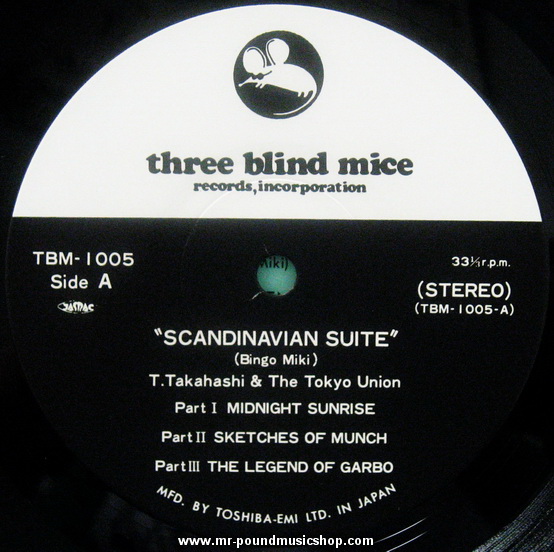 three blind mice
records, incorporation
TBM-1005
Side A
33⅓ r.p.m.
(STEREO)
(TBM-1005-A)
Miki)
"SCANDINAVIAN SUITE"
(Bingo Miki)
T.Takahashi & The Tokyo Union
Part I MIDNIGHT SUNRISE
Part II SKETCHES OF MUNCH
Part III THE LEGEND OF GARBO
MFD. BY TOSHIBA-EMI LTD. IN JAPAN
www.mr-poundmusicshop.com